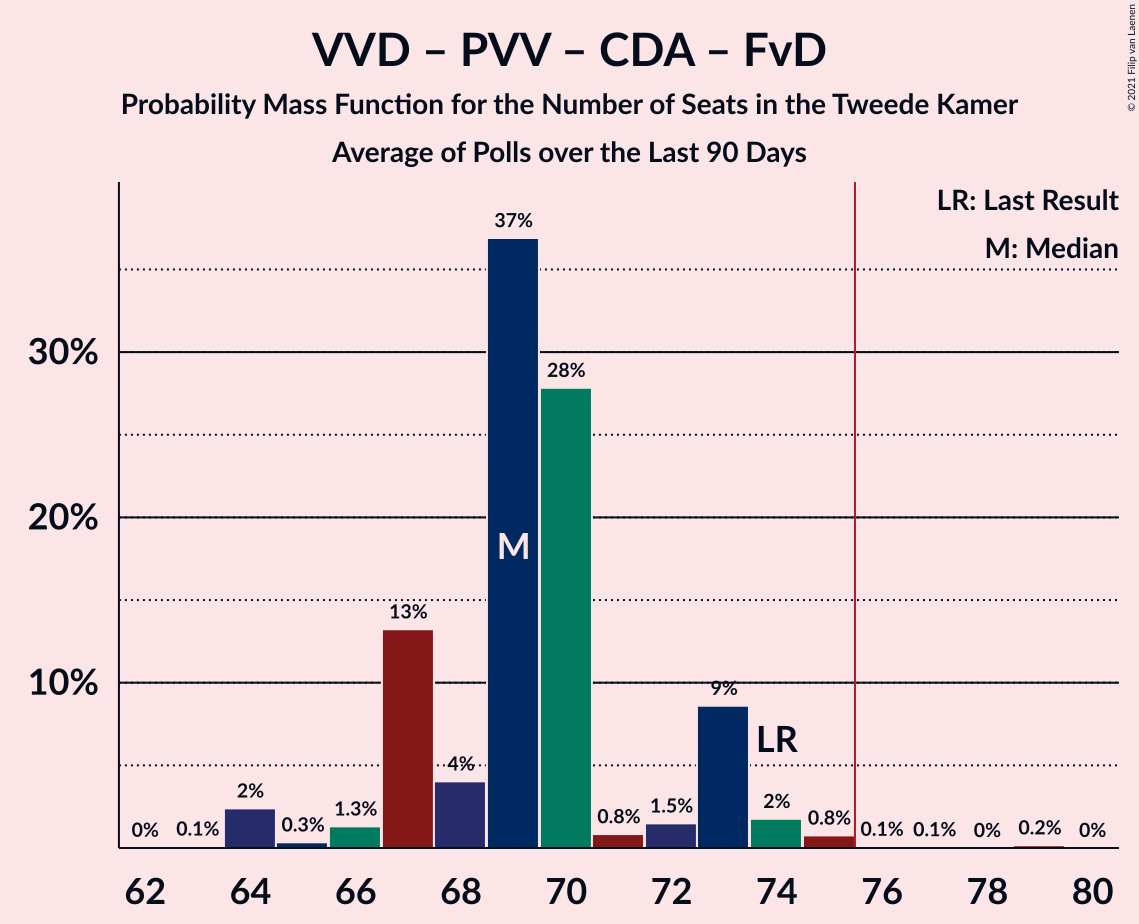 VVD – PVV – CDA – FvD
Probability Mass Function for the Number of Seats in the Tweede Kamer
Average of Polls over the Last 90 Days
© 2021 Filip van Laenen
LR: Last Result
M: Median
30%
20%
10%
0%
0.1%
2%
0.3%
1.3%
13%
4%
37%
M
28%
0.8%
1.5%
9%
LR
2%
0.8%
0.1%
0.1%
0%
0.2%
0%
62 64 66 68 70 72 74 76 78 80